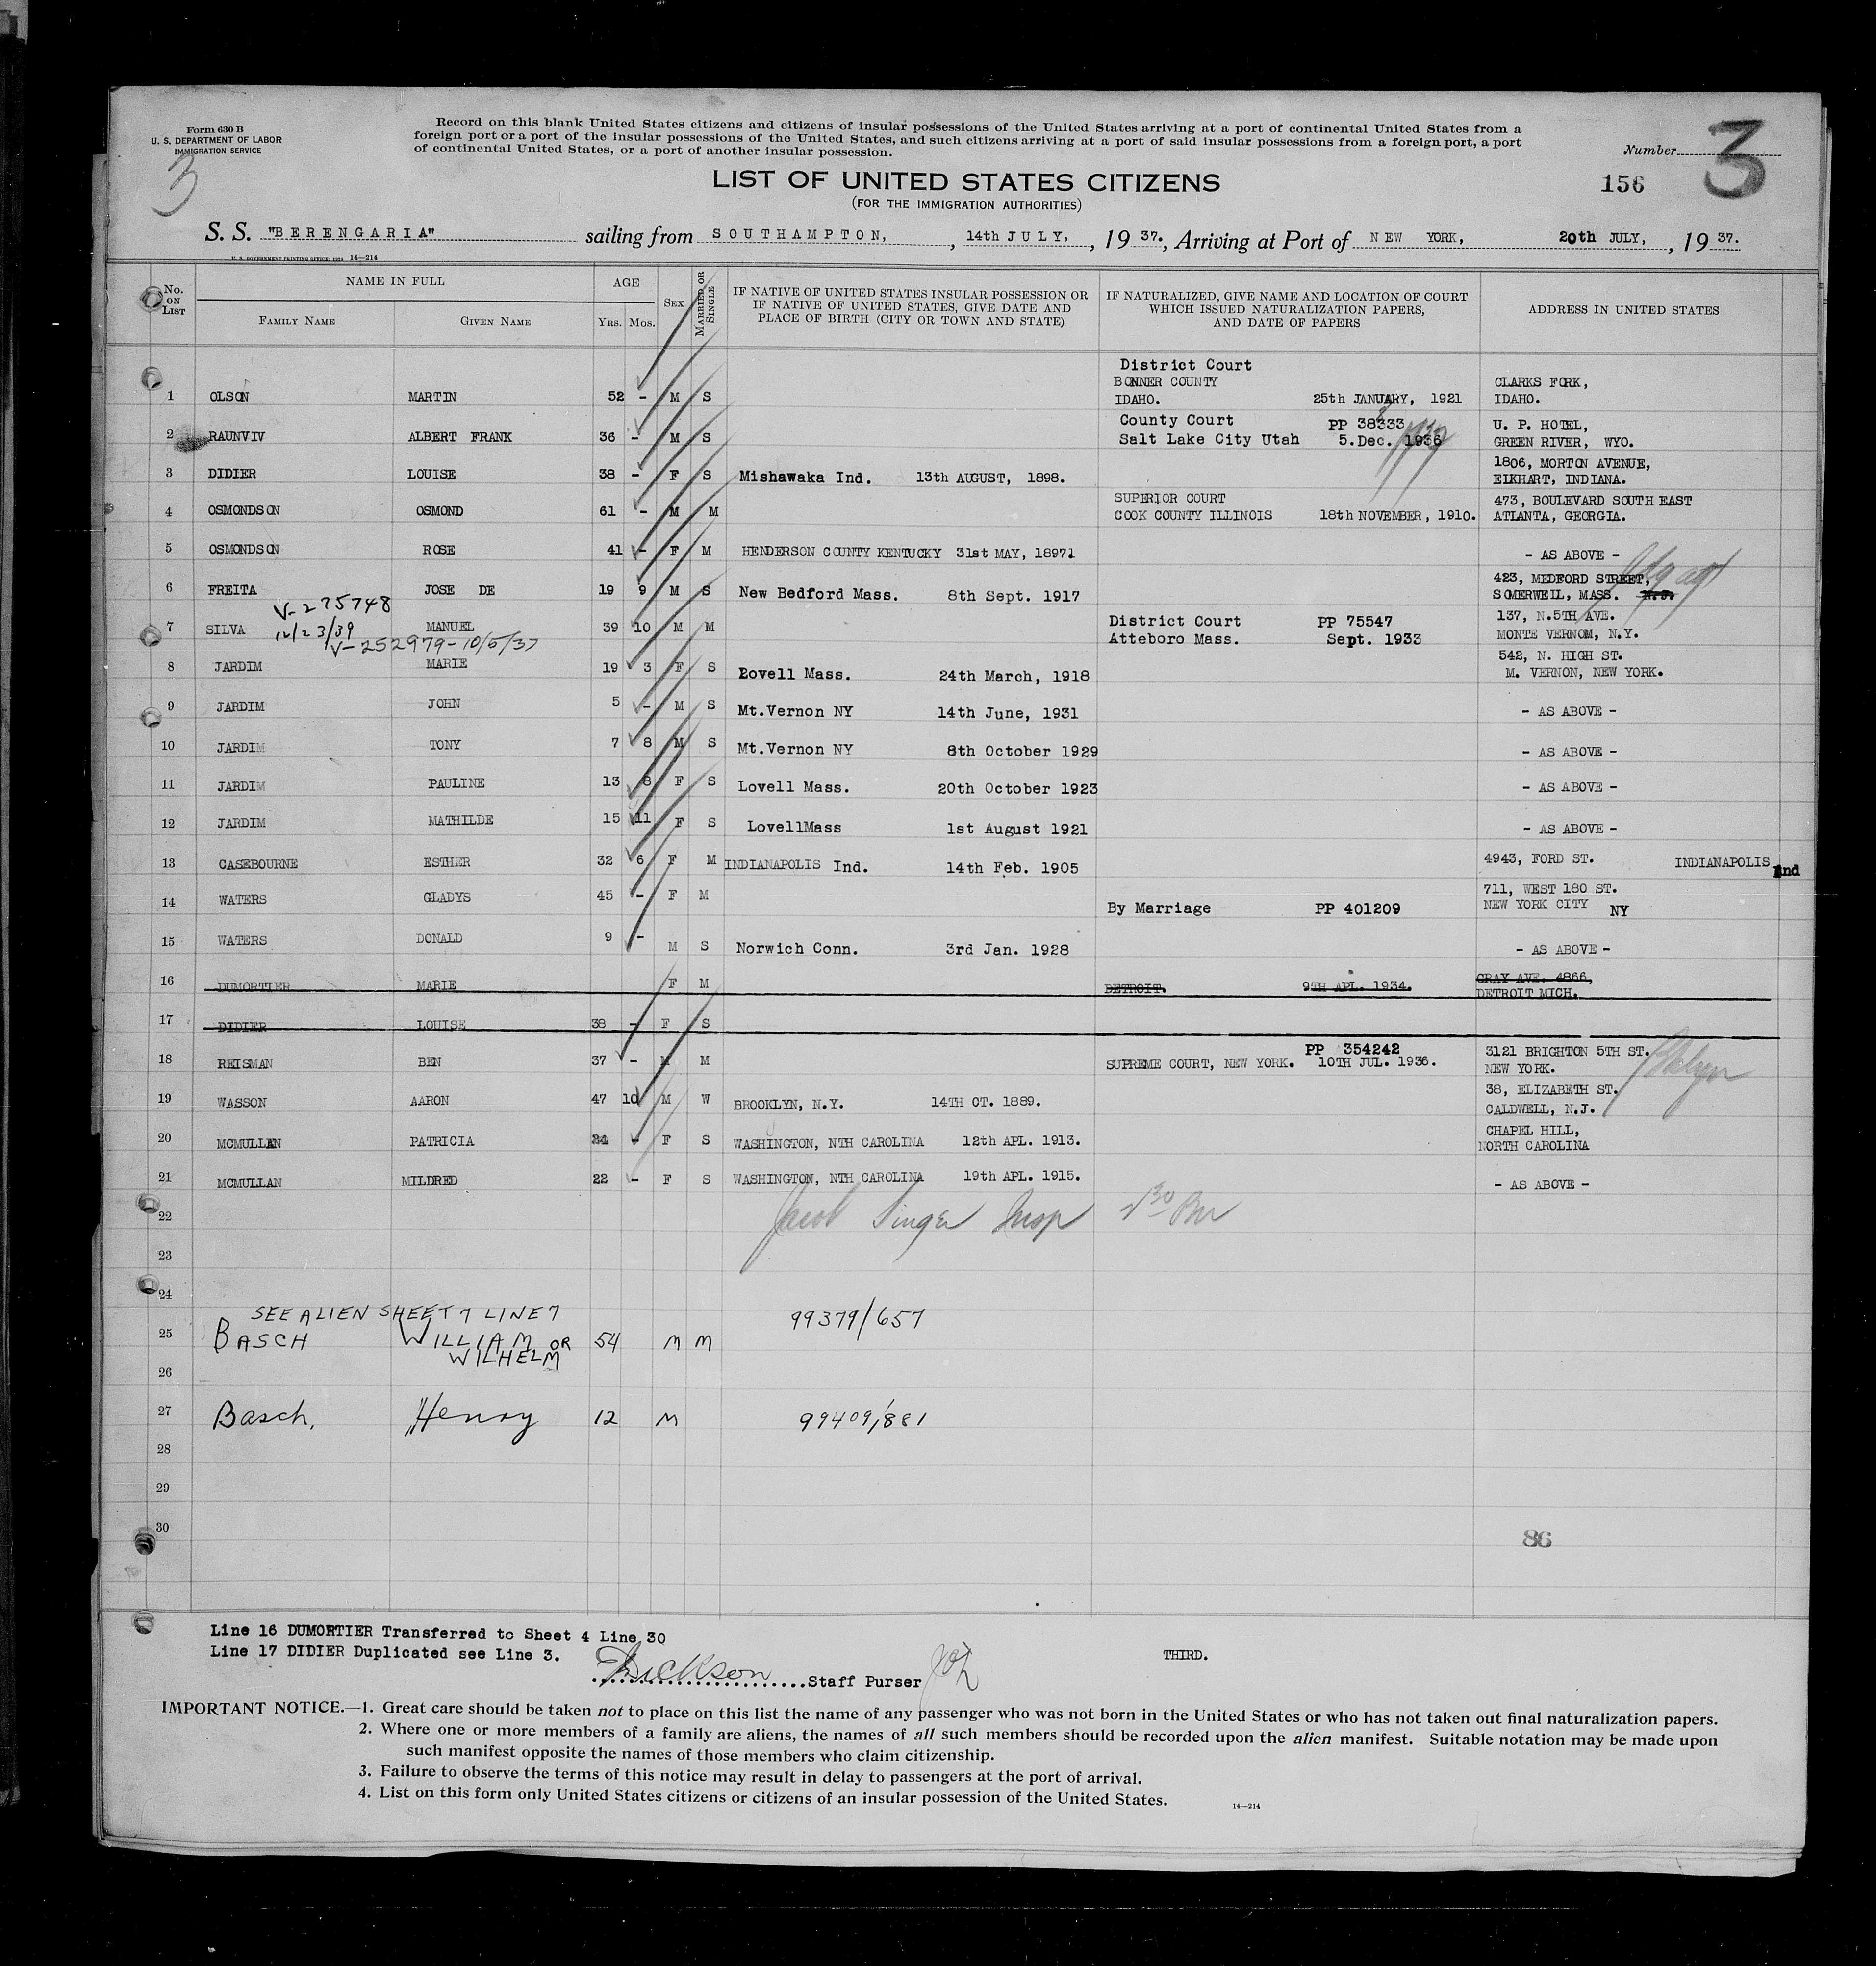 Form 630 B
U. S. DEPARTMENT OF LABOR
IMMIGRATION SERVICE
3
Record on this blank United States citizens and citizens of insular possessions of the United States arriving at a port of continental United States from a
foreign port or a port of the insular possessions of the United States, and such citizens arriving at a port of said insular possessions from a foreign port, a port
of continental United States, or a port of another insular possession.
Number 3
156
LIST OF UNITED STATES CITIZENS
(FOR THE IMMIGRATION AUTHORITIES)
S. S. "BERENGARIA" sailing from SOUTHAMPTON, , 14th JULY, , 19 37., Arriving at Port of NEW YORK, 20th JULY, , 19 37.
U. S. GOVERNMENT PRINTING OFFICE: 14—214
No. ON LIST
NAME IN FULL
FAMILY NAME GIVEN NAME
AGE
YRS. MOS.
SEX
MARRIED OR SINGLE
IF NATIVE OF UNITED STATES INSULAR POSSESSION OR
IF NATIVE OF UNITED STATES, GIVE DATE AND
PLACE OF BIRTH (CITY OR TOWN AND STATE)
IF NATURALIZED, GIVE NAME AND LOCATION OF COURT
WHICH ISSUED NATURALIZATION PAPERS,
AND DATE OF PAPERS
ADDRESS IN UNITED STATES
District Court
BONNER COUNTY CLARKS FORK,
1 OLSON MARTIN 52 - M S IDAHO. 25th JANUARY, 1921 IDAHO.
County Court PP 38333 U. P. HOTEL,
2 RAUNVIV ALBERT FRANK 36 - M S Salt Lake City Utah 5.Dec. 1936 GREEN RIVER, WYO.
1806, MORTON AVENUE,
3 DIDIER LOUISE 38 - F S Mishawaka Ind. 13th AUGUST, 1898. ElKHART, INDIANA.
SUPERIOR COURT 473, BOULEVARD SOUTH EAST
4 OSMONDSON OSMOND 61 - M M COOK COUNTY ILLINOIS 18th NOVEMBER, 1910. ATLANTA, GEORGIA.
5 OSMONDSON ROSE 41 - F M HENDERSON COUNTY KENTUCKY 31st MAY, 1897. - AS ABOVE -
423, MEDFORD STREET,
6 FREITA JOSE DE 19 9 M S New Bedford Mass. 8th Sept. 1917 SOMERWEIL, MASS. N.J.
V-275748
12/23/39
137, N.5TH AVE.
7 SILVA MANUEL 39 10 M M District Court PP 75547
Atteboro Mass. Sept. 1933 MONTE VERNOM, N.Y.
V-252979-10/5/37
542, N. HIGH ST.
8 JARDIM MARIE 19 3 F S Lovell Mass. 24th March, 1918 M. VERNON, NEW YORK.
9 JARDIM JOHN 5 - M S Mt.Vernon NY 14th June, 1931 - AS ABOVE -
10 JARDIM TONY 7 8 M S Mt.Vernon NY 8th October 1929 - AS ABOVE -
11 JARDIM PAULINE 13 8 F S Lovell Mass. 20th October 1923 - AS ABOVE -
12 JARDIM MATHILDE 15 11 F S LovellMass 1st August 1921 - AS ABOVE -
13 CASEBOURNE ESTHER 32 6 F M INDIANAPOLIS Ind. 14th Feb. 1905 4943, FORD ST. INDIANAPOLIS Ind
711, WEST 180 ST.
14 WATERS GLADYS 45 - F M By Marriage PP 401209 NEW YORK CITY NY
15 WATERS DONALD 9 - M S Norwich Conn. 3rd Jan. 1928 - AS ABOVE -
GRAY AVE. 4866,
16 DUMORTIER MARIE F M DETROIT. 9TH APL. 1934. DETROIT MICH.
17 DIDIER LOUISE 38 - F S
PP 354242 3121 BRIGHTON 5TH ST.
18 REISMAN BEN 37 - M M SUPREME COURT, NEW YORK. 10TH JUL. 1936. NEW YORK.
38, ELIZABETH ST.
19 WASSON AARON 47 10 M W BROOKLYN, N.Y. 14TH OT. 1889. CALDWELL, N.J.
CHAPEL HILL,
20 MCMULLAN PATRICIA 24 - F S WASHINGTON, NTH CAROLINA 12th APL. 1913. NORTH CAROLINA
21 MCMULLAN MILDRED 22 - F S WASHINGTON, NTH CAROLINA 19th APL. 1915. - AS ABOVE -
22 Jacob Singer Insp
23
24
SEE ALIEN SHEET 7 LINE 7
25 BASCH WILLIAM OR 54 M M 99379/657
WILHELM
26
27 Basch, Henry 12 M 99409/881
28
29
30
86
Line 16 DUMORTIER Transferred to Sheet 4 Line 30
Line 17 DIDIER Duplicated see Line 3.
THIRD.
Dickson Staff Purser
IMPORTANT NOTICE.—1. Great care should be taken not to place on this list the name of any passenger who was not born in the United States or who has not taken out final naturalization papers.
2. Where one or more members of a family are aliens, the names of all such members should be recorded upon the alien manifest. Suitable notation may be made upon
such manifest opposite the names of those members who claim citizenship.
3. Failure to observe the terms of this notice may result in delay to passengers at the port of arrival.
4. List on this form only United States citizens or citizens of an insular possession of the United States.
14—214